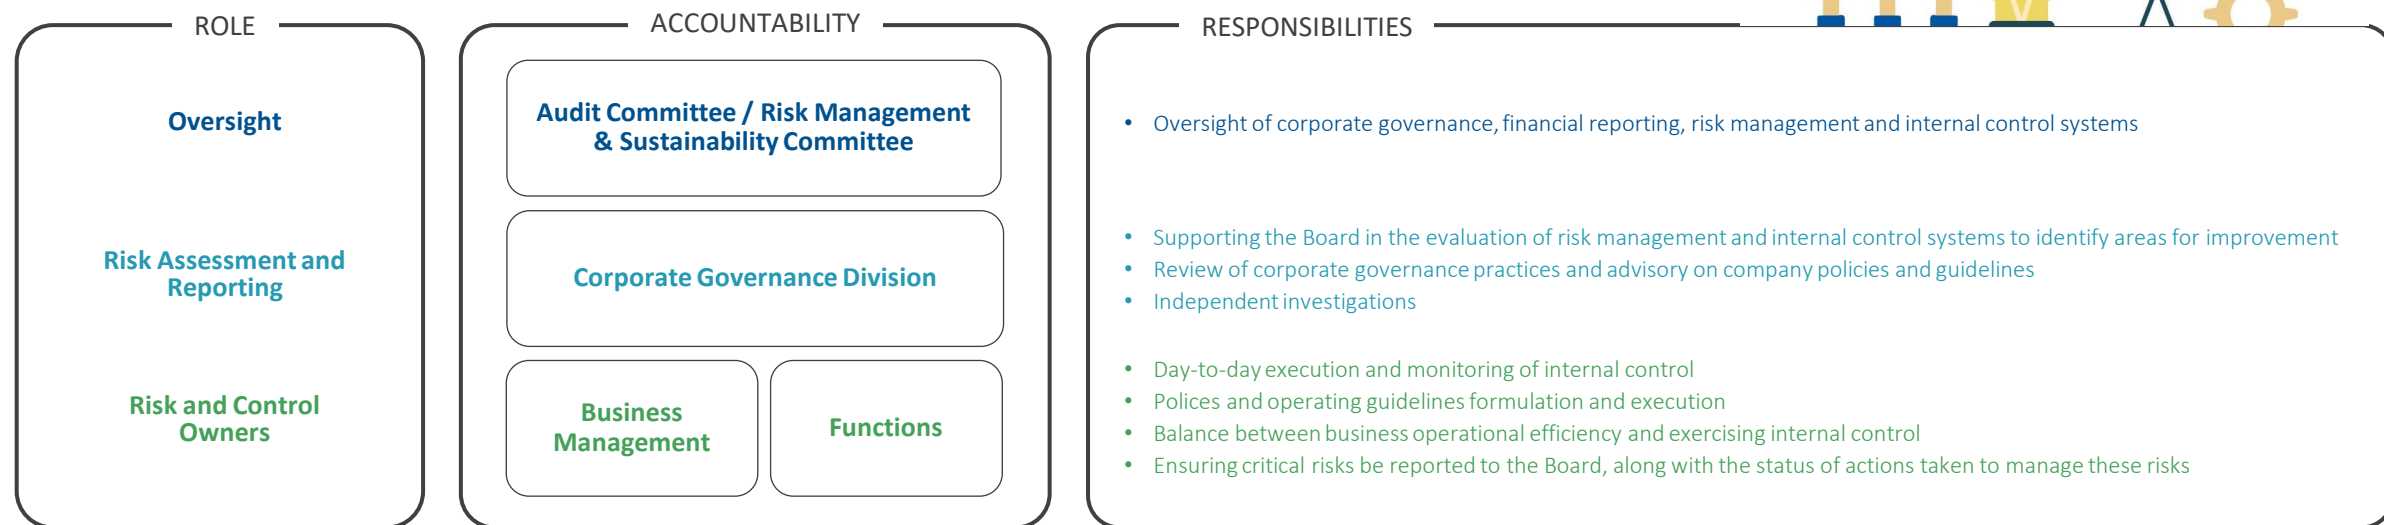 ROLE
ACCOUNTABILITY
RESPONSIBILITIES
Oversight
Audit Committee / Risk Management
& Sustainability Committee
• Oversight of corporate governance, financial reporting, risk management and internal control systems
Risk Assessment and
Reporting
Corporate Governance Division
• Supporting the Board in the evaluation of risk management and internal control systems to identify areas for improvement
• Review of corporate governance practices and advisory on company policies and guidelines
• Independent investigations
Risk and Control
Owners
Business
Management
Functions
• Day-to-day execution and monitoring of internal control
• Polices and operating guidelines formulation and execution
• Balance between business operational efficiency and exercising internal control
• Ensuring critical risks be reported to the Board, along with the status of actions taken to manage these risks